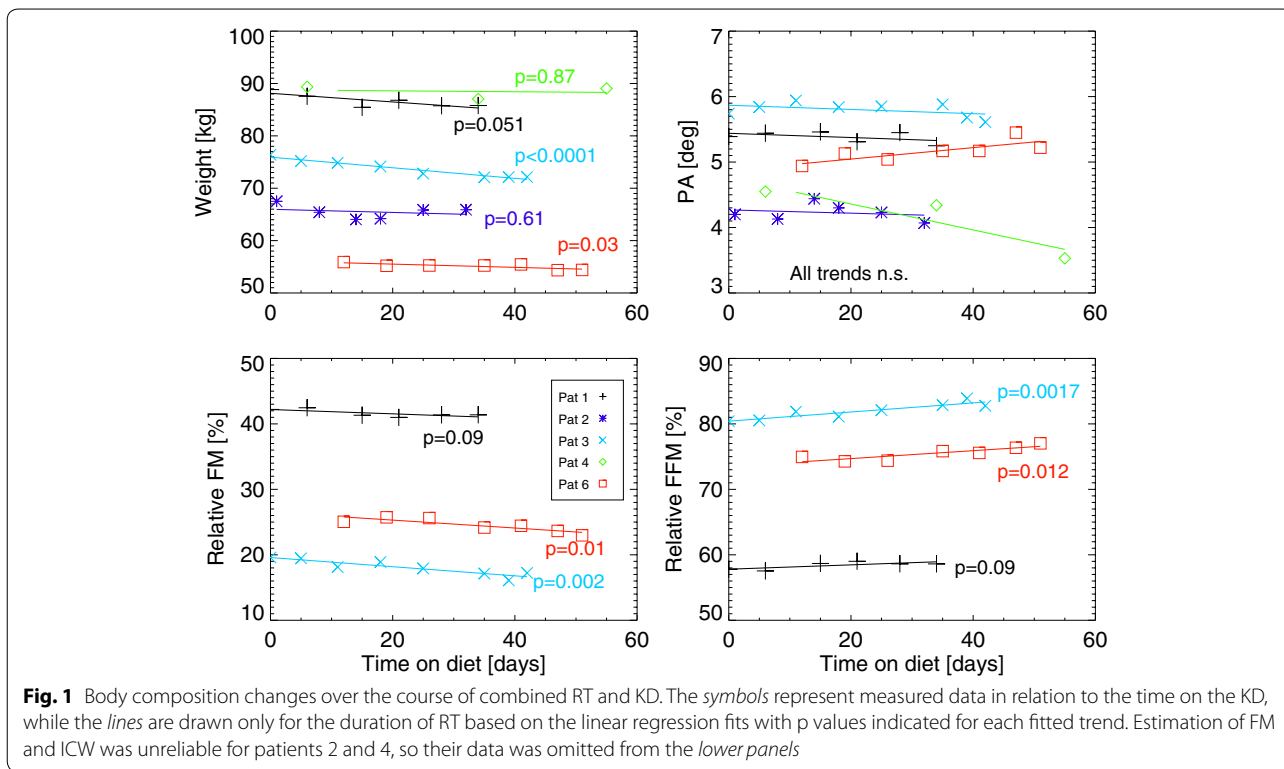 100
90
80
70
60
50
Weight [kg]
p=0.87
p=0.051
p<0.0001
p=0.61
p=0.03
0 20 40 60
7
6
5
4
3
PA [deg]
All trends n.s.
0 20 40 60
50
40
30
20
10
Relative FM [%]
p=0.09
Pat 1
Pat 2
Pat 3
Pat 4
Pat 6
p=0.01
p=0.002
0 20 40 60
Time on diet [days]
90
80
70
60
50
Relative FFM [%]
p=0.0017
p=0.012
p=0.09
0 20 40 60
Time on diet [days]
Fig. 1 Body composition changes over the course of combined RT and KD. The symbols represent measured data in relation to the time on the KD,
while the lines are drawn only for the duration of RT based on the linear regression fits with p values indicated for each fitted trend. Estimation of FM
and ICW was unreliable for patients 2 and 4, so their data was omitted from the lower panels